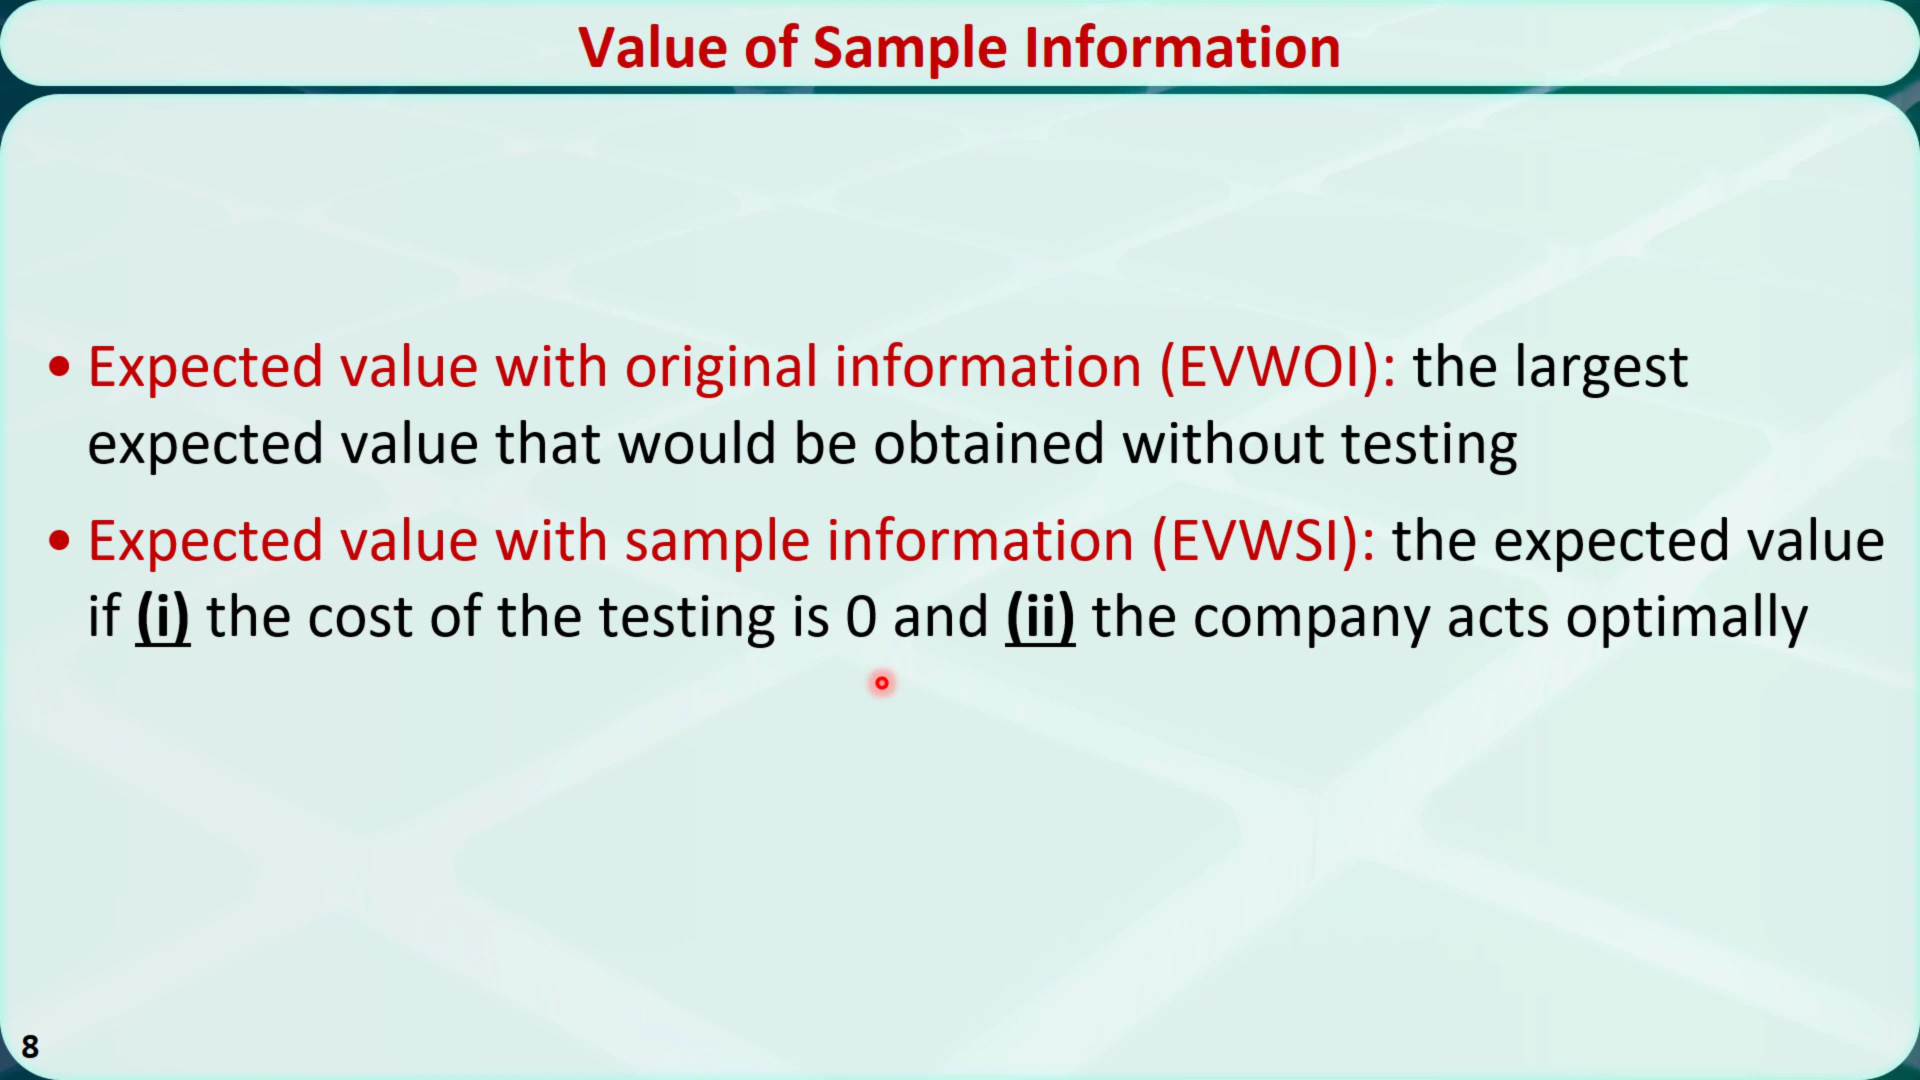 Value of Sample Information
• Expected value with original information (EVWOI): the largest
expected value that would be obtained without testing
• Expected value with sample information (EVWSI): the expected value
if (i) the cost of the testing is 0 and (ii) the company acts optimally
8